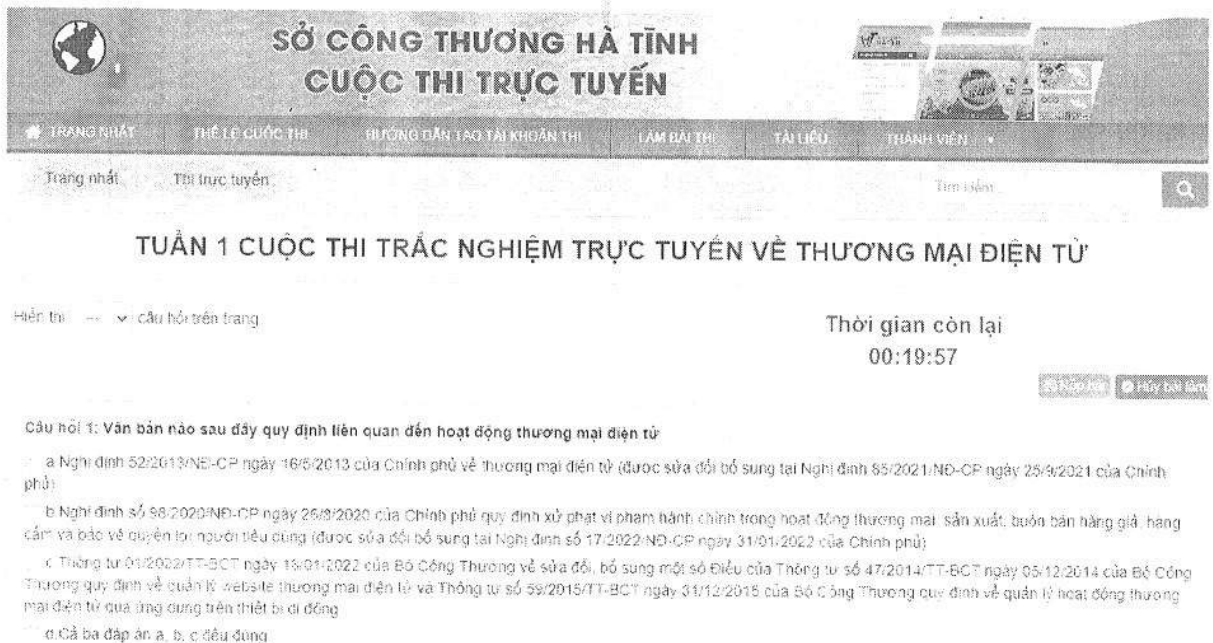 SỞ CÔNG THƯƠNG HÀ TĨNH
CUỘC THI TRỰC TUYẾN
TRANG NHẤT THỂ LỆ CUỘC THI HƯỚNG DẪN TẠO TÀI KHOẢN THI LÀM BÀI THI TÀI LIỆU THÀNH VIÊN
Trang nhất Thi trực tuyến Tìm kiếm
TUẦN 1 CUỘC THI TRẮC NGHIỆM TRỰC TUYẾN VỀ THƯƠNG MẠI ĐIỆN TỬ
Hiển thị --- câu hỏi trên trang
Thời gian còn lại
00:19:57
Nộp bài Hủy bài làm
Câu hỏi 1: Văn bản nào sau đây quy định liên quan đến hoạt động thương mại điện tử
a Nghị định 52/2013/NĐ-CP ngày 16/5/2013 của Chính phủ về thương mại điện tử (được sửa đổi bổ sung tại Nghị định 85/2021/NĐ-CP ngày 25/9/2021 của Chính
phủ)
b Nghị định số 98/2020/NĐ-CP ngày 26/8/2020 của Chính phủ quy định xử phạt vi phạm hành chính trong hoạt động thương mại, sản xuất, buôn bán hàng giả, hàng
cấm và bảo vệ quyền lợi người tiêu dùng (được sửa đổi bổ sung tại Nghị định số 17/2022/NĐ-CP ngày 31/01/2022 của Chính phủ)
c Thông tư 01/2022/TT-BCT ngày 18/01/2022 của Bộ Công Thương về sửa đổi, bổ sung một số Điều của Thông tư số 47/2014/TT-BCT ngày 05/12/2014 của Bộ Công
Thương quy định về quản lý website thương mại điện tử và Thông tư số 59/2015/TT-BCT ngày 31/12/2015 của Bộ Công Thương quy định về quản lý hoạt động thương
mại điện tử qua ứng dụng trên thiết bị di động
d.Cả ba đáp án a, b, c đều đúng